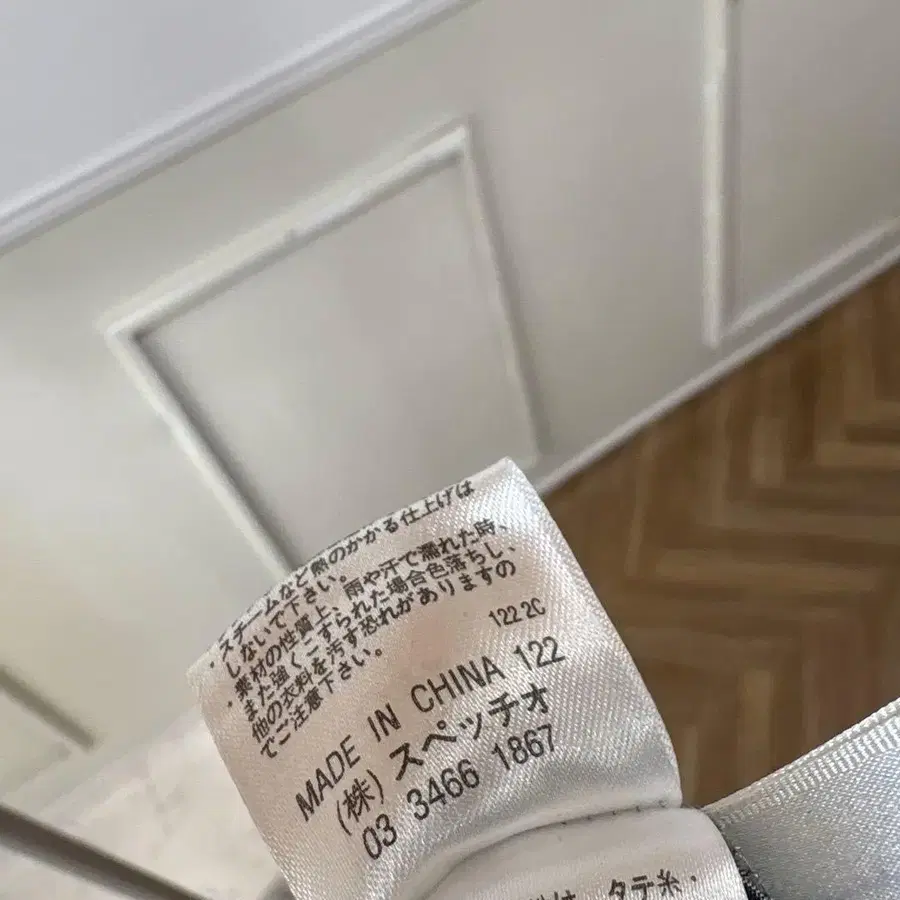 ・スチームなど熱のかかる仕上げは
しないで下さい。
・素材の性質上、雨や汗で濡れた時、
また強くこすられた場合色落ちし、
他の衣料を汚す恐れがありますの
でご注意下さい。
122 2C
MADE IN CHINA 122
(株) スペッチオ
03 3466 1867
は、タテ糸・